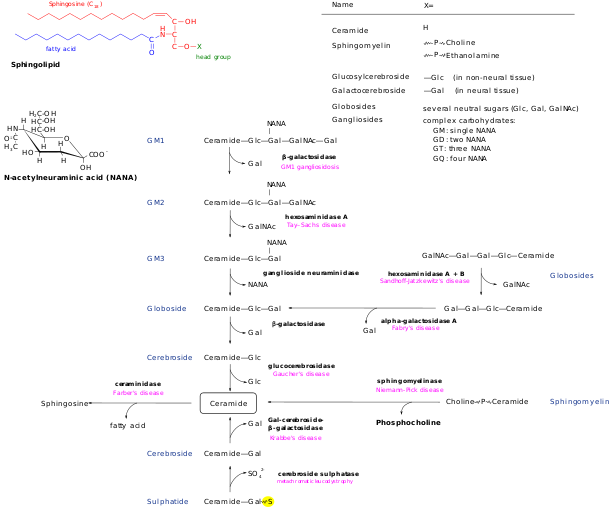 Sphingosine (C18)
OH
H
N
C
O
C—O—X
fatty acid
head group
Sphingolipid
Name X=
Ceramide H
Sphingomyelin —P—Choline
—P—Ethanolamine
Glucosylcerebroside —Glc (in non-neural tissue)
Galactocerebroside —Gal (in neural tissue)
Globosides several neutral sugars (Glc, Gal, GalNAc)
Gangliosides complex carbohydrates:
GM: single NANA
GD: two NANA
GT: three NANA
GQ: four NANA
N-acetylneuraminic acid (NANA)
NANA
GM1 Ceramide—Glc—Gal—GalNAc—Gal
β-galactosidase
Gal GM1 gangliosidosis
NANA
GM2 Ceramide—Glc—Gal—GalNAc
hexosaminidase A
GalNAc Tay–Sachs disease
NANA
GM3 Ceramide—Glc—Gal
ganglioside neuraminidase
NANA
GalNAc—Gal—Gal—Glc—Ceramide
hexosaminidase A + B
Sandhoff-Jatzkewitz's disease
GalNAc
Globosides
Globoside Ceramide—Glc—Gal
Gal—Gal—Glc—Ceramide
alpha-galactosidase A
Fabry's disease
Gal
β-galactosidase
Gal
Cerebroside Ceramide—Glc
glucocerebrosidase
Gaucher's disease
Glc
ceraminidase
Farber's disease
Sphingosine
fatty acid
Ceramide
sphingomyelinase
Niemann-Pick disease
Choline—P—Ceramide Sphingomyelin
Phosphocholine
Gal Gal-cerebroside-
β-galactosidase
Krabbe's disease
Cerebroside Ceramide—Gal
SO4 2- cerebroside sulphatase
metachromatic leucodystrophy
Sulphatide Ceramide—Gal—S